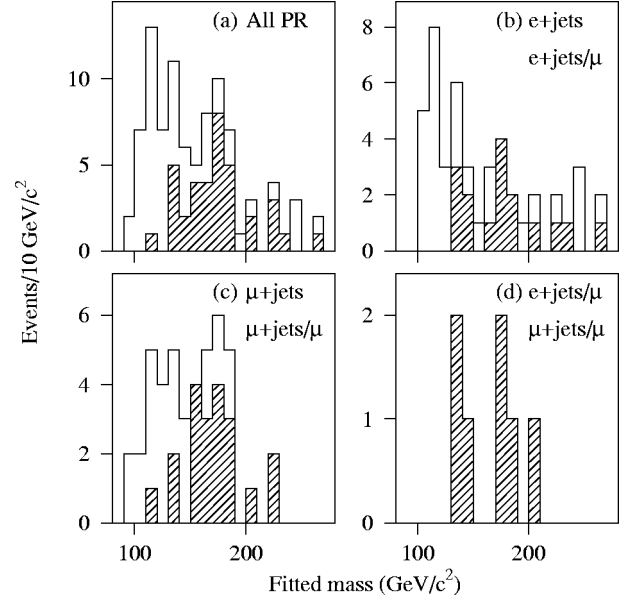 (a) All PR
(b) e+jets
e+jets/μ
10
5
0
8
6
4
2
0
Events/10 GeV/c²
(c) μ+jets
μ+jets/μ
(d) e+jets/μ
μ+jets/μ
6
4
2
0
2
1
0
100
200
100
200
Fitted mass (GeV/c²)